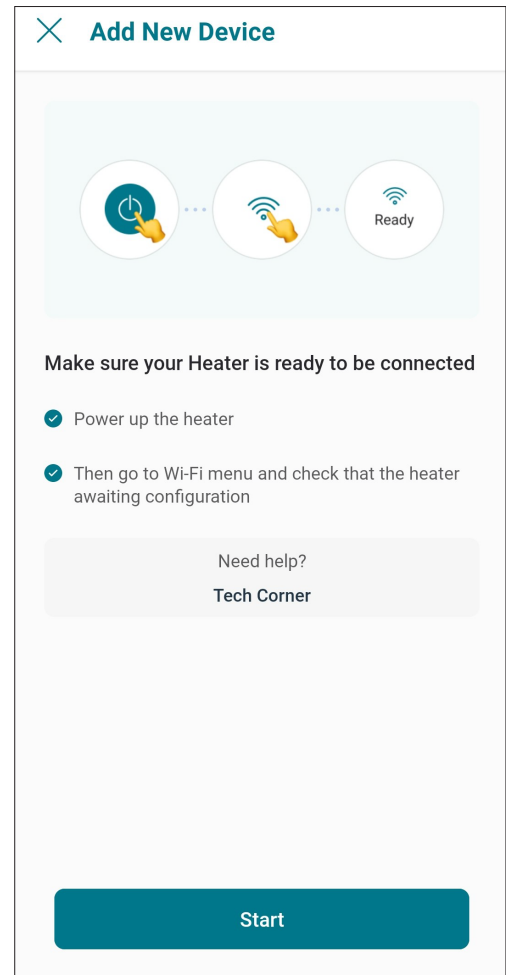 Add New Device
Ready
Make sure your Heater is ready to be connected
Power up the heater
Then go to Wi-Fi menu and check that the heater
awaiting configuration
Need help?
Tech Corner
Start